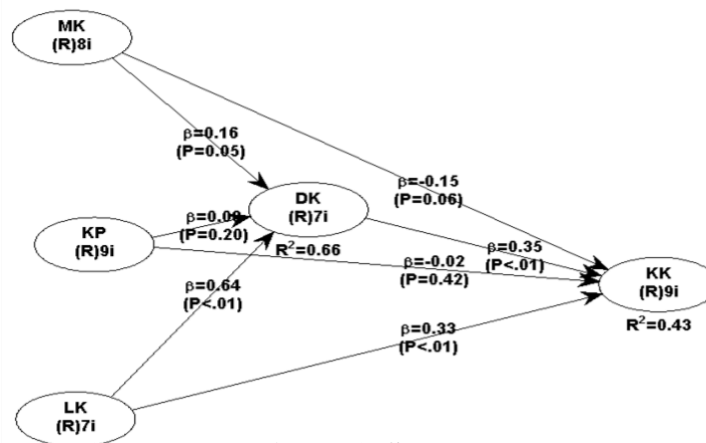 MK
(R)8i
β=0.16
(P=0.05)
β=-0.15
(P=0.06)
DK
(R)7i
R²=0.66
KP
(R)9i
β=0.09
(P=0.20)
β=0.35
(P<.01)
β=-0.02
(P=0.42)
KK
(R)9i
R²=0.43
β=0.64
(P<.01)
β=0.33
(P<.01)
LK
(R)7i